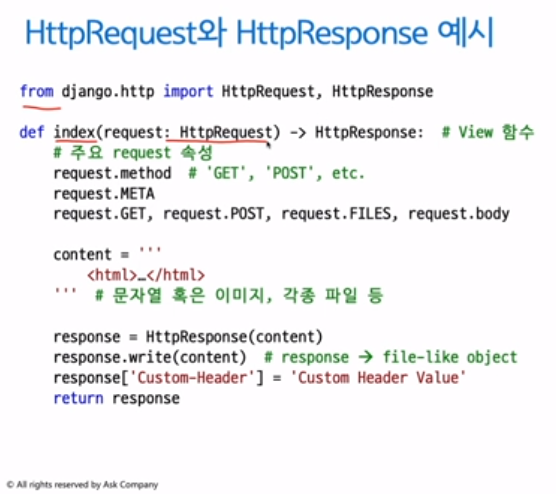 HttpRequest와 HttpResponse 예시
from django.http import HttpRequest, HttpResponse
def index(request: HttpRequest) -> HttpResponse:  # View 함수
    # 주요 request 속성
    request.method  # 'GET', 'POST', etc.
    request.META
    request.GET, request.POST, request.FILES, request.body
    content = '''
        <html>…</html>
    '''  # 문자열 혹은 이미지, 각종 파일 등
    response = HttpResponse(content)
    response.write(content)  # response → file-like object
    response['Custom-Header'] = 'Custom Header Value'
    return response
© All rights reserved by Ask Company